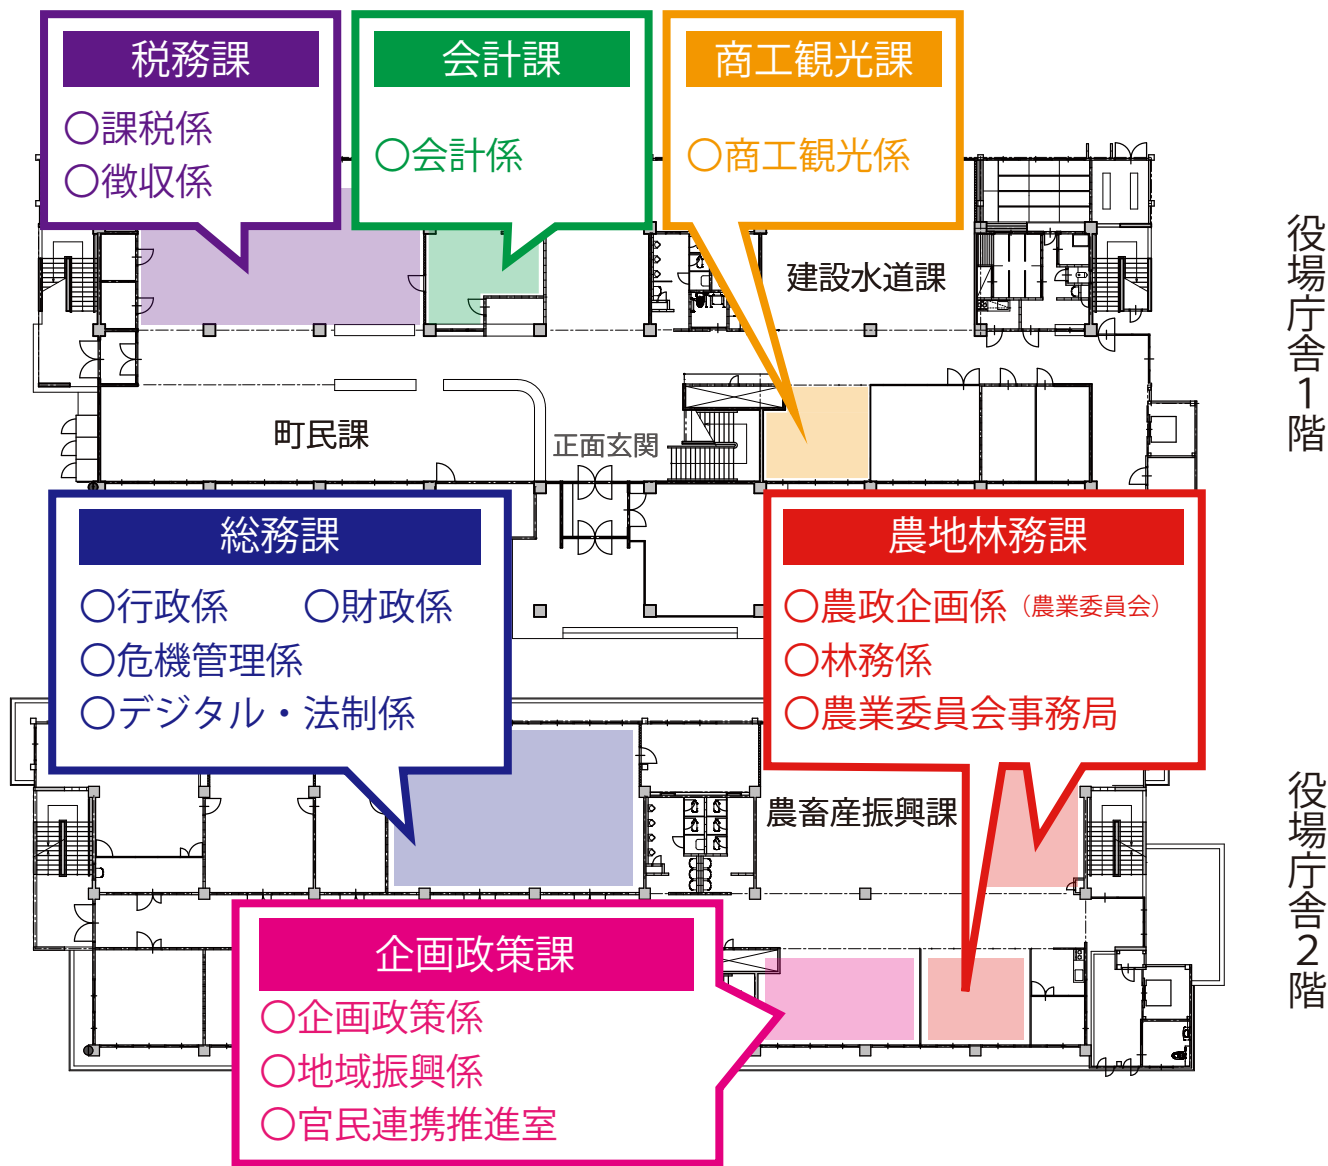 税務課
○課税係
○徴収係
会計課
○会計係
商工観光課
○商工観光係
建設水道課
町民課
正面玄関
役場庁舎1階
総務課
○行政係 ○財政係
○危機管理係
○デジタル・法制係
農地林務課
○農政企画係（農業委員会）
○林務係
○農業委員会事務局
農畜産振興課
企画政策課
○企画政策係
○地域振興係
○官民連携推進室
役場庁舎2階